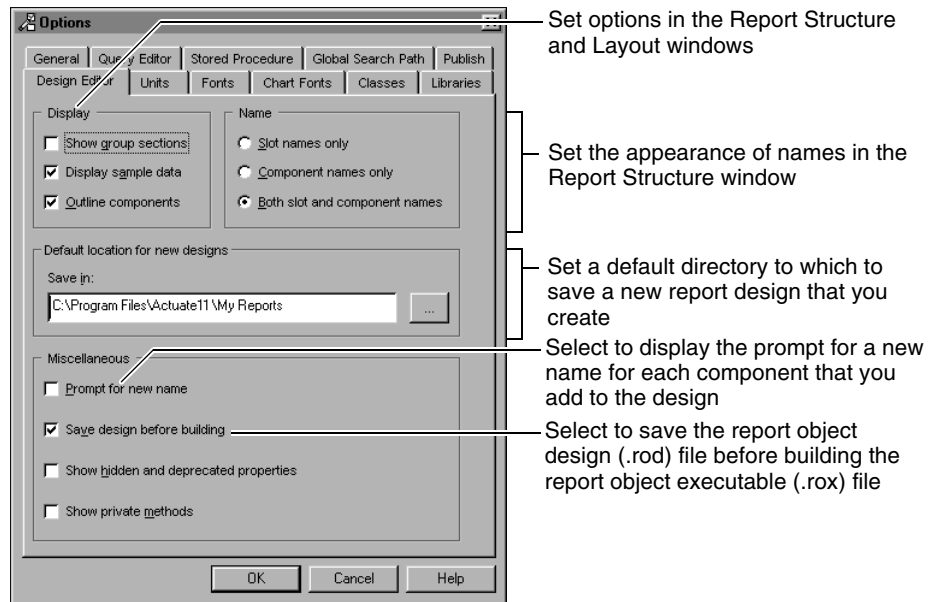 Options
General Query Editor Stored Procedure Global Search Path Publish
Design Editor Units Fonts Chart Fonts Classes Libraries
Display
Show group sections
Display sample data
Outline components
Name
Slot names only
Component names only
Both slot and component names
Default location for new designs
Save in:
C:\Program Files\Actuate11\My Reports
...
Miscellaneous
Prompt for new name
Save design before building
Show hidden and deprecated properties
Show private methods
OK Cancel Help
Set options in the Report Structure
and Layout windows
Set the appearance of names in the
Report Structure window
Set a default directory to which to
save a new report design that you
create
Select to display the prompt for a new
name for each component that you
add to the design
Select to save the report object
design (.rod) file before building the
report object executable (.rox) file